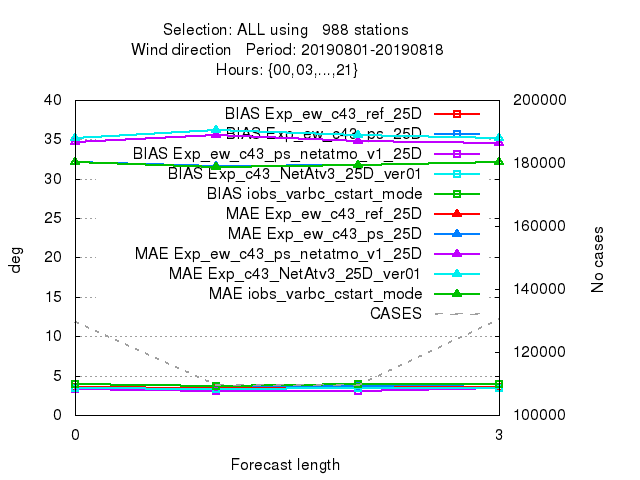 Selection: ALL using   988 stations
Wind direction   Period: 20190801-20190818
Hours: {00,03,...,21}
40
35
30
25
20
15
10
5
0
deg
BIAS Exp_ew_c43_ref_25D
BIAS Exp_ew_c43_ps_25D
BIAS Exp_ew_c43_ps_netatmo_v1_25D
BIAS Exp_c43_NetAtv3_25D_ver01
BIAS iobs_varbc_cstart_mode
MAE Exp_ew_c43_ref_25D
MAE Exp_ew_c43_ps_25D
MAE Exp_ew_c43_ps_netatmo_v1_25D
MAE Exp_c43_NetAtv3_25D_ver01
MAE iobs_varbc_cstart_mode
CASES
200000
180000
160000
140000
120000
100000
No cases
0 3
Forecast length